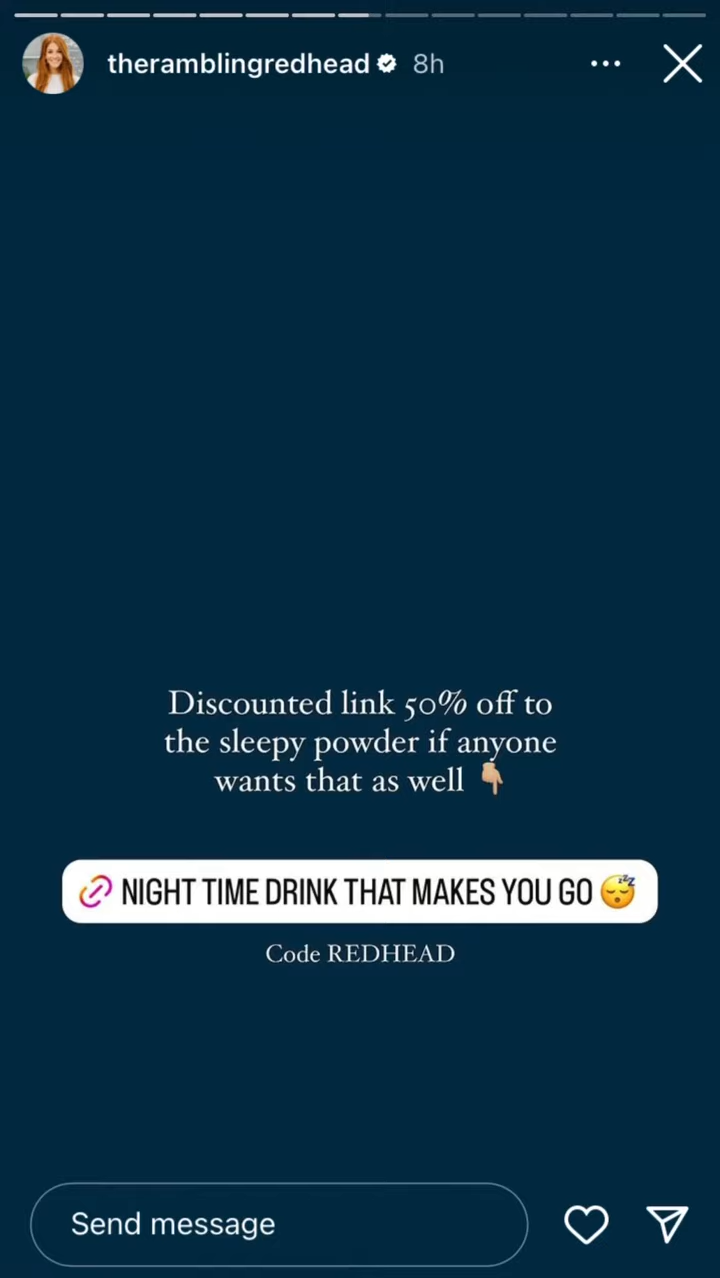 theramblingredhead 8h
Discounted link 50% off to
the sleepy powder if anyone
wants that as well 👇🏼
NIGHT TIME DRINK THAT MAKES YOU GO 😴
Code REDHEAD
Send message